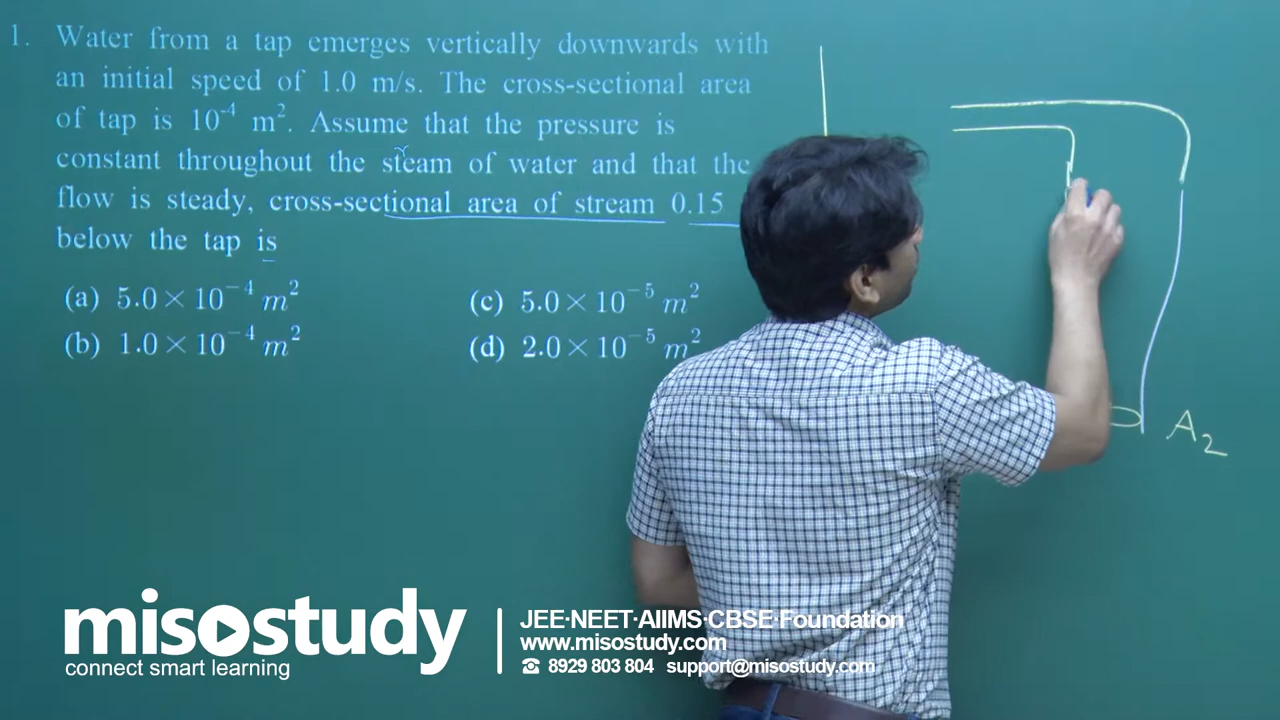 1. Water from a tap emerges vertically downwards with
an initial speed of 1.0 m/s. The cross-sectional area
of tap is 10⁻⁴ m². Assume that the pressure is
constant throughout the steam of water and that the
flow is steady, cross-sectional area of stream 0.15
below the tap is
(a) 5.0 × 10⁻⁴ m²
(c) 5.0 × 10⁻⁵ m²
(b) 1.0 × 10⁻⁴ m²
(d) 2.0 × 10⁻⁵ m²
A₂
misostudy
connect smart learning
JEE·NEET·AIIMS·CBSE·Foundation
www.misostudy.com
☎ 8929 803 804 support@misostudy.com